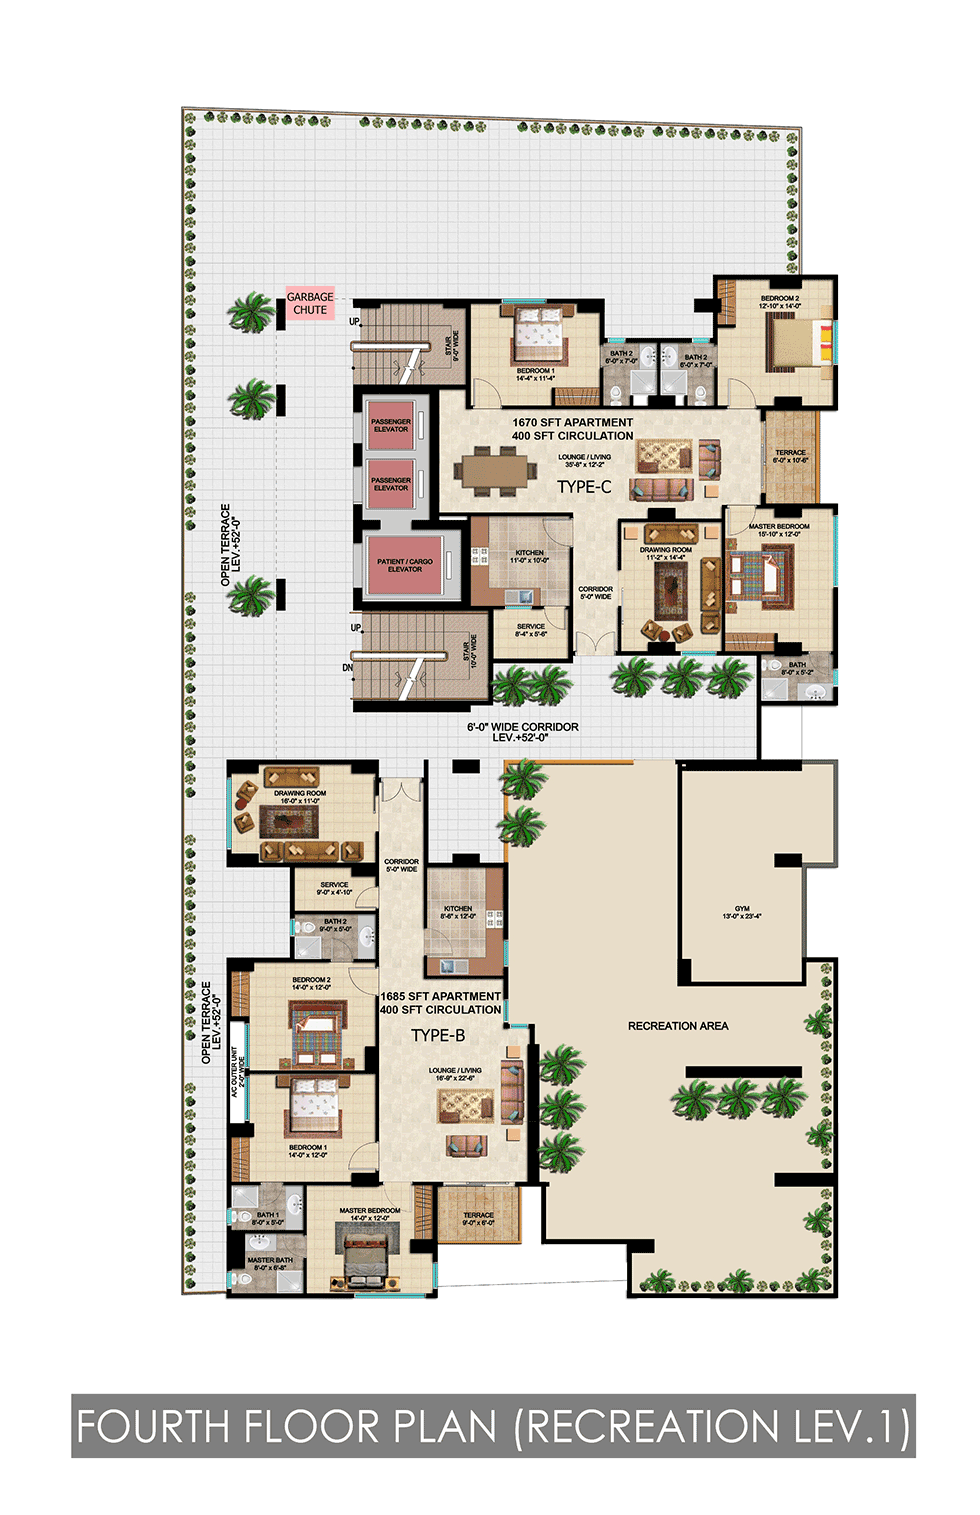 GARBAGE
CHUTE
UP
STAIR
9'-0" WIDE
BEDROOM 1
14'-4" x 11'-4"
BATH 2
8'-0" x 7'-0"
BATH 2
6'-0" x 7'-0"
BEDROOM 2
12'-10" x 14'-0"
PASSENGER
ELEVATOR
PASSENGER
ELEVATOR
PATIENT / CARGO
ELEVATOR
1670 SFT APARTMENT
400 SFT CIRCULATION
LOUNGE / LIVING
35'-8" x 12'-2"
TYPE-C
TERRACE
6'-0" x 10'-6"
MASTER BEDROOM
15'-10" x 12'-0"
OPEN TERRACE
LEV.+52'-0"
KITCHEN
11'-0" x 10'-0"
DRAWING ROOM
11'-2" x 14'-4"
CORRIDOR
5'-0" WIDE
SERVICE
8'-4" x 5'-6"
UP
DN
STAIR
10'-0" WIDE
BATH
8'-0" x 5'-2"
6'-0" WIDE CORRIDOR
LEV.+52'-0"
DRAWING ROOM
16'-0" x 11'-0"
CORRIDOR
5'-0" WIDE
SERVICE
9'-0" x 4'-10"
KITCHEN
8'-6" x 12'-0"
BATH 2
9'-0" x 5'-0"
GYM
13'-0" x 23'-4"
BEDROOM 2
14'-0" x 12'-0"
1685 SFT APARTMENT
400 SFT CIRCULATION
TYPE-B
OPEN TERRACE
LEV.+52'-0"
A/C OUTER UNIT
2'-0" WIDE
RECREATION AREA
LOUNGE / LIVING
16'-9" x 22'-6"
BEDROOM 1
14'-0" x 12'-0"
BATH 1
8'-0" x 5'-0"
MASTER BEDROOM
14'-0" x 12'-0"
TERRACE
9'-0" x 6'-0"
MASTER BATH
8'-0" x 6'-8"
FOURTH FLOOR PLAN (RECREATION LEV.1)